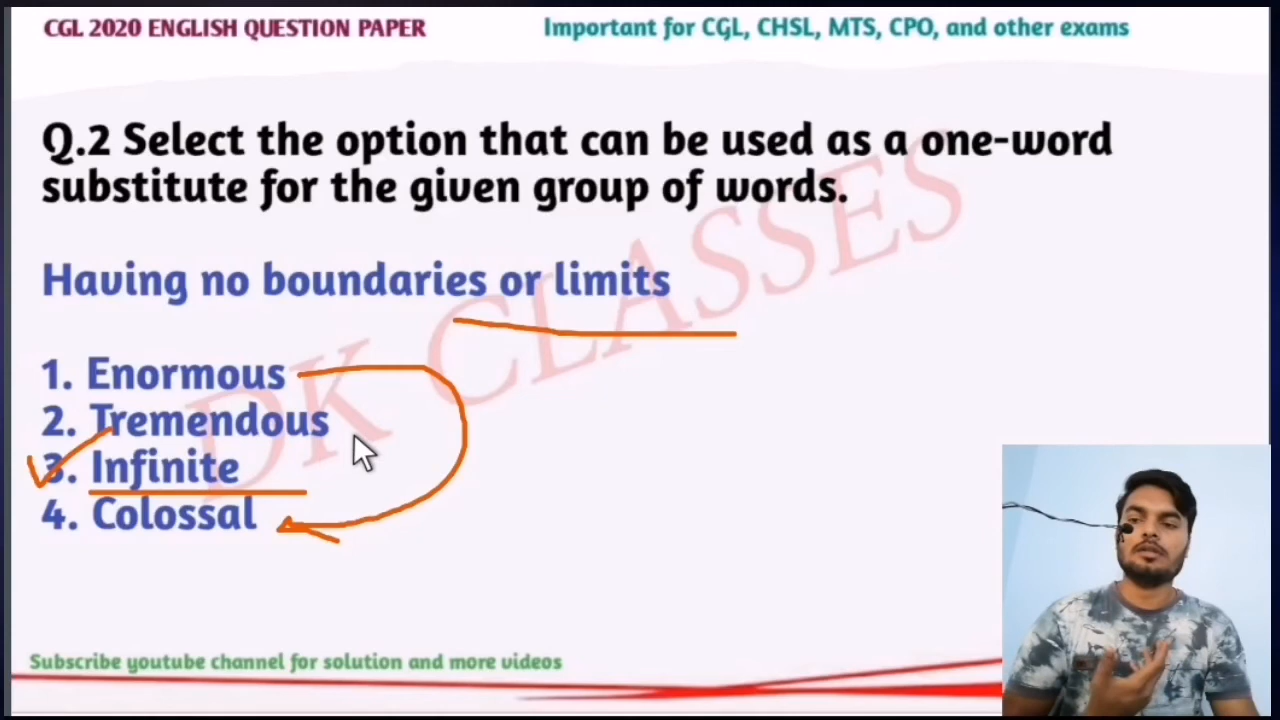 CGL 2020 ENGLISH QUESTION PAPER
Important for CGL, CHSL, MTS, CPO, and other exams
Q.2 Select the option that can be used as a one-word
substitute for the given group of words.
Having no boundaries or limits
1. Enormous
2. Tremendous
3. Infinite
4. Colossal
DK CLASSES
Subscribe youtube channel for solution and more videos